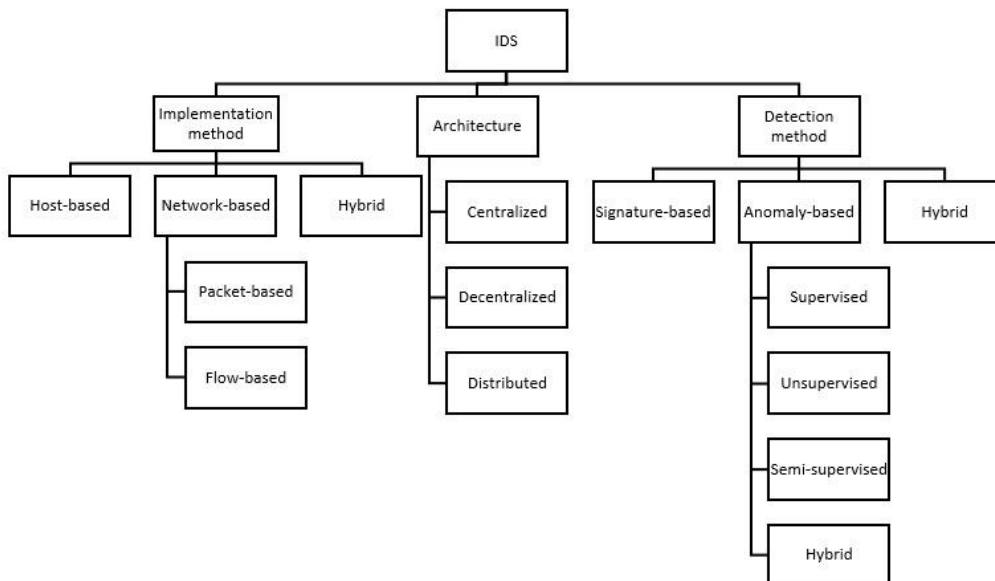 IDS
Implementation
method
Architecture
Detection
method
Host-based
Network-based
Hybrid
Centralized
Signature-based
Anomaly-based
Hybrid
Packet-based
Decentralized
Supervised
Flow-based
Distributed
Unsupervised
Semi-supervised
Hybrid